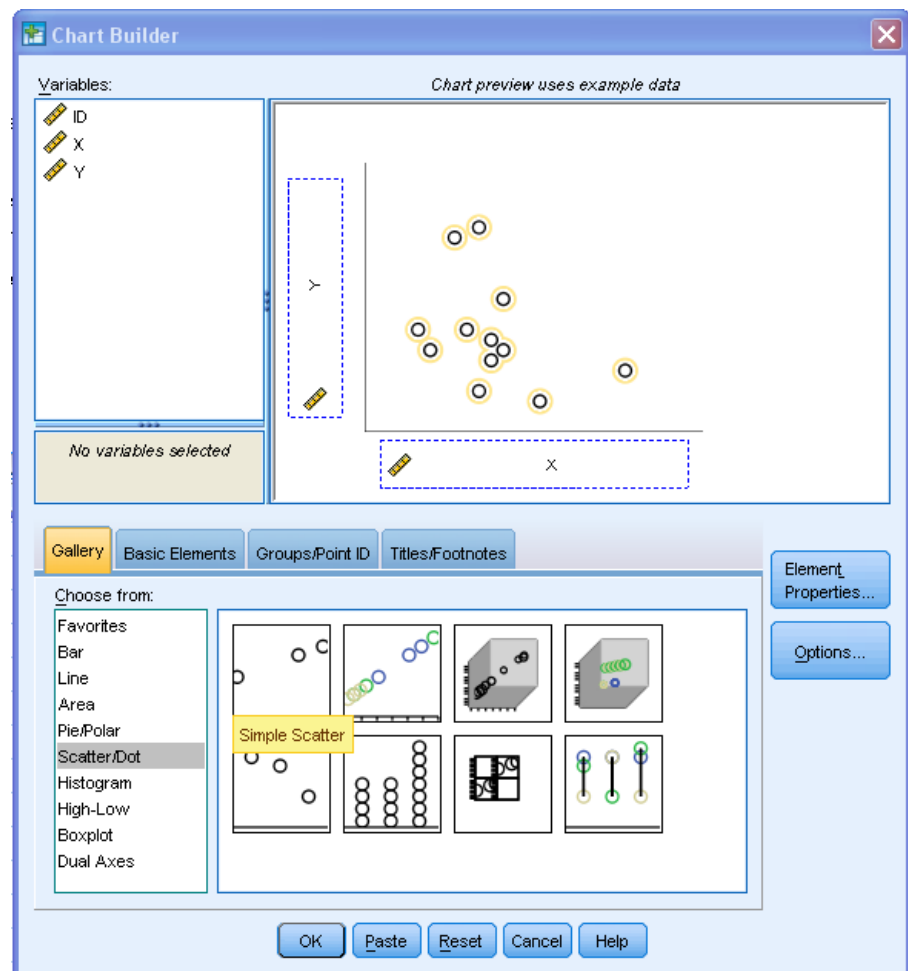 Chart Builder
Variables:
Chart preview uses example data
ID
X
Y
Y
X
No variables selected
Gallery
Basic Elements
Groups/Point ID
Titles/Footnotes
Element
Properties...
Options...
Choose from:
Favorites
Bar
Line
Area
Pie/Polar
Scatter/Dot
Histogram
High-Low
Boxplot
Dual Axes
Simple Scatter
OK
Paste
Reset
Cancel
Help